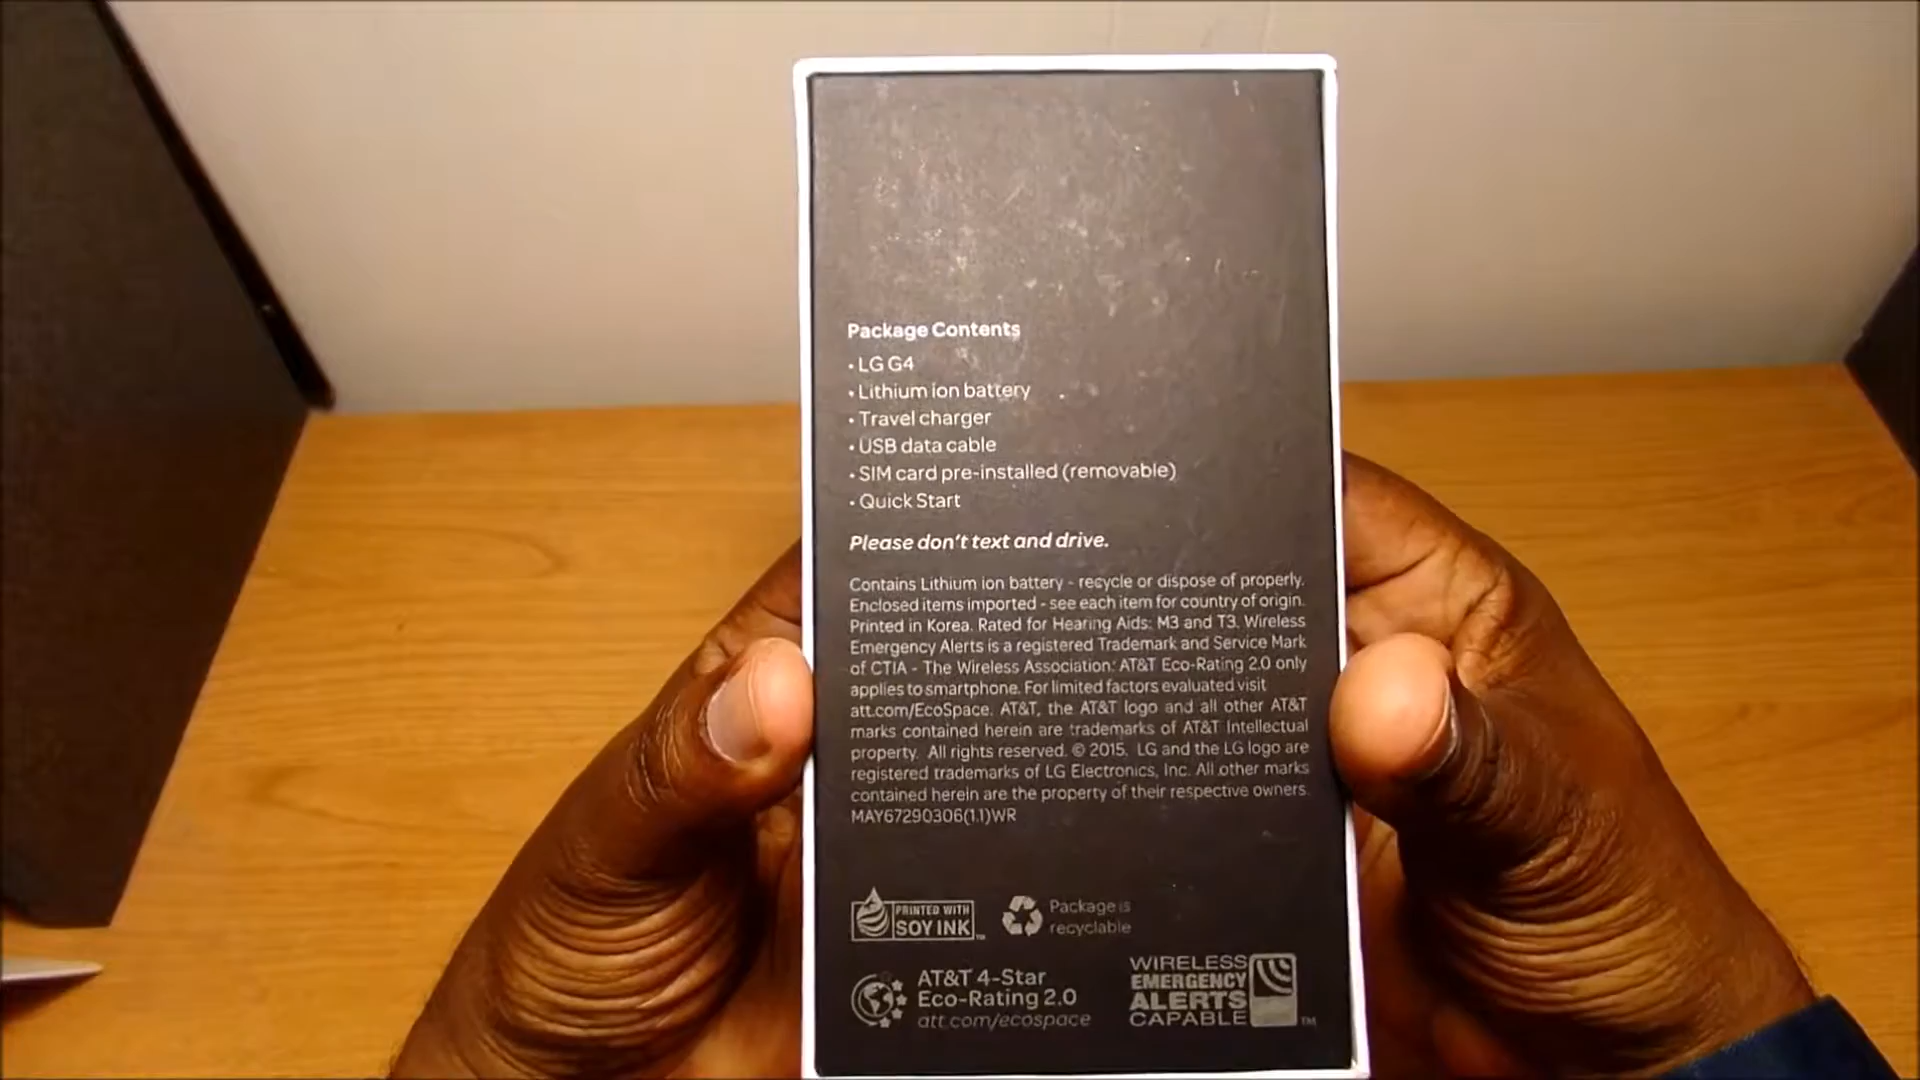 Package Contents
• LG G4
• Lithium ion battery
• Travel charger
• USB data cable
• SIM card pre-installed (removable)
• Quick Start
Please don't text and drive.
Contains Lithium ion battery - recycle or dispose of properly.
Enclosed items imported - see each item for country of origin.
Printed in Korea. Rated for Hearing Aids: M3 and T3. Wireless
Emergency Alerts is a registered Trademark and Service Mark
of CTIA - The Wireless Association. AT&T Eco-Rating 2.0 only
applies to smartphone. For limited factors evaluated visit
att.com/EcoSpace. AT&T, the AT&T logo and all other AT&T
marks contained herein are trademarks of AT&T Intellectual
property. All rights reserved. © 2015. LG and the LG logo are
registered trademarks of LG Electronics, Inc. All other marks
contained herein are the property of their respective owners.
MAY67290306(1.1)WR
PRINTED WITH
SOY INK™
Package is
recyclable
AT&T 4-Star
Eco-Rating 2.0
att.com/ecospace
WIRELESS
EMERGENCY
ALERTS
CAPABLE™